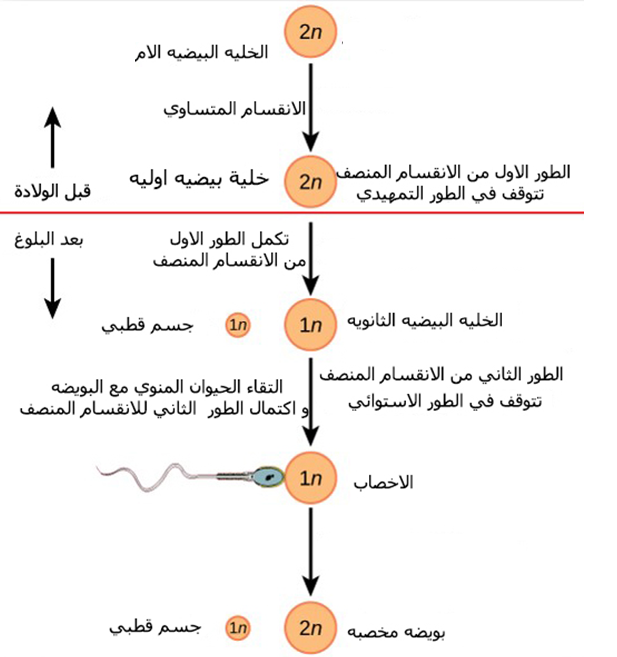 2n
الخليه البيضيه الام
الانقسام المتساوي
قبل الولادة
خلية بيضيه اوليه
2n
الطور الاول من الانقسام المنصف
تتوقف في الطور التمهيدي
بعد البلوغ
تكمل الطور الاول
من الانقسام المنصف
الخليه البيضيه الثانويه
1n
1n
جسم قطبي
الطور الثاني من الانقسام المنصف
تتوقف في الطور الاستوائي
التقاء الحيوان المنوي مع البويضه
و اكتمال الطور الثاني للانقسام المنصف
1n
الاخصاب
بويضه مخصبه
2n
1n
جسم قطبي